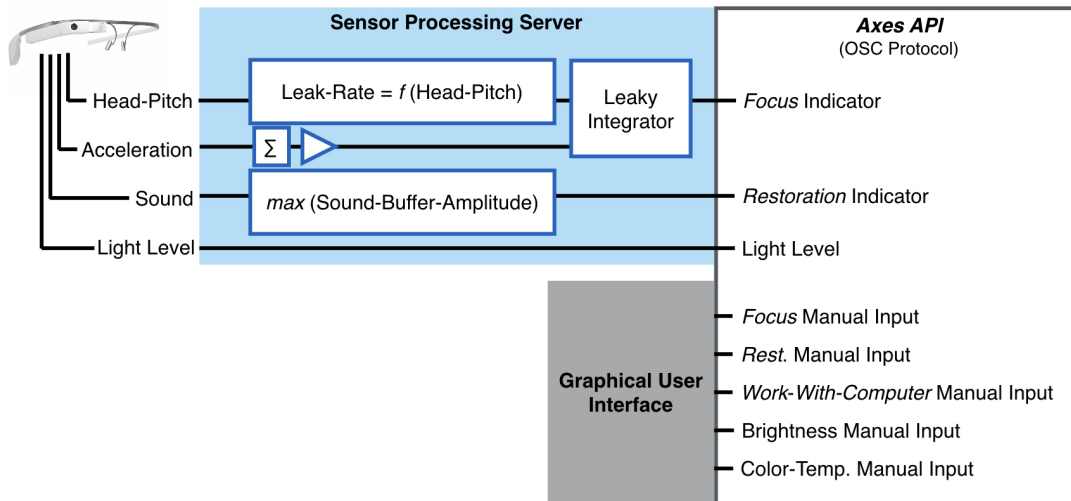 Sensor Processing Server
Axes API
(OSC Protocol)
Head-Pitch
Leak-Rate = f (Head-Pitch)
Leaky
Integrator
Focus Indicator
Acceleration
Σ
Sound
max (Sound-Buffer-Amplitude)
Restoration Indicator
Light Level
Light Level
Graphical User
Interface
Focus Manual Input
Rest. Manual Input
Work-With-Computer Manual Input
Brightness Manual Input
Color-Temp. Manual Input